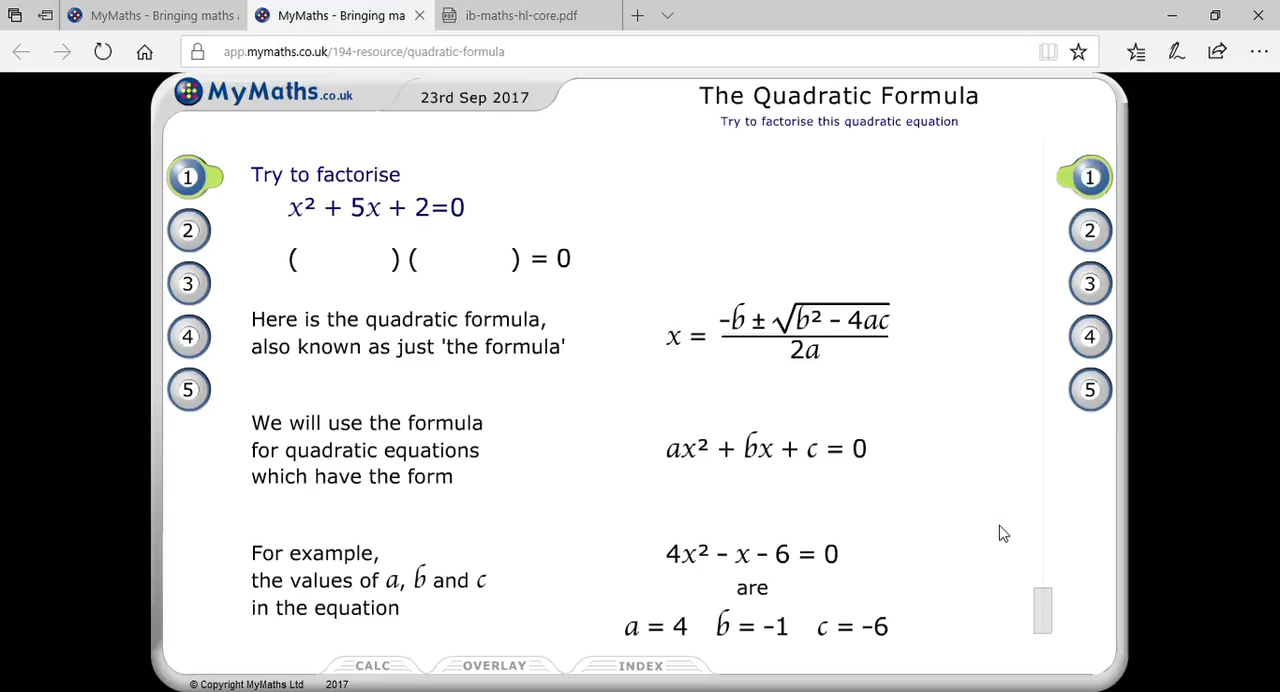 MyMaths - Bringing maths
MyMaths - Bringing ma
ib-maths-hl-core.pdf
app.mymaths.co.uk/194-resource/quadratic-formula
MyMaths.co.uk
23rd Sep 2017
The Quadratic Formula
Try to factorise this quadratic equation
1
2
3
4
5
Try to factorise
x² + 5x + 2=0
( )( ) = 0
Here is the quadratic formula,
also known as just 'the formula'
x = -b ± √b² - 4ac
2a
We will use the formula
for quadratic equations
which have the form
ax² + bx + c = 0
For example,
the values of a, b and c
in the equation
4x² - x - 6 = 0
are
a = 4 b = -1 c = -6
1
2
3
4
5
CALC OVERLAY INDEX
© Copyright MyMaths Ltd 2017